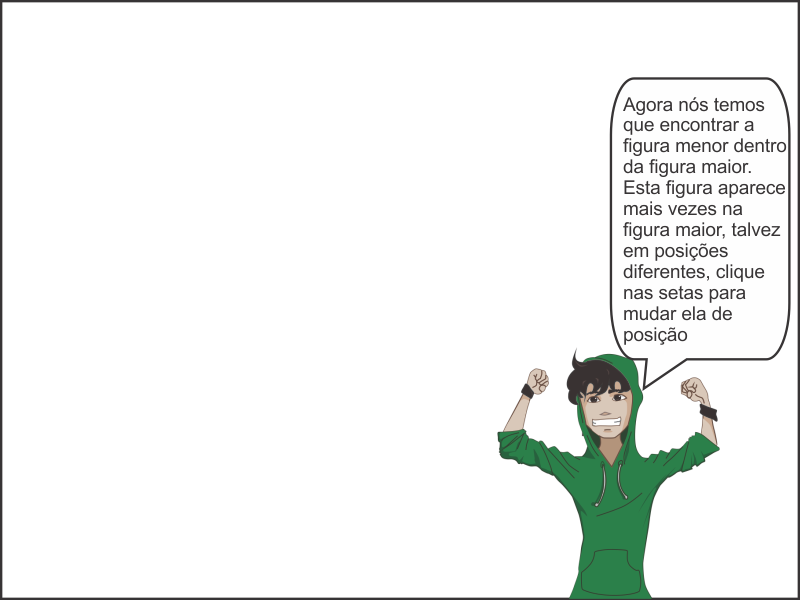 Agora nós temos
que encontrar a
figura menor dentro
da figura maior.
Esta figura aparece
mais vezes na
figura maior, talvez
em posições
diferentes, clique
nas setas para
mudar ela de
posição